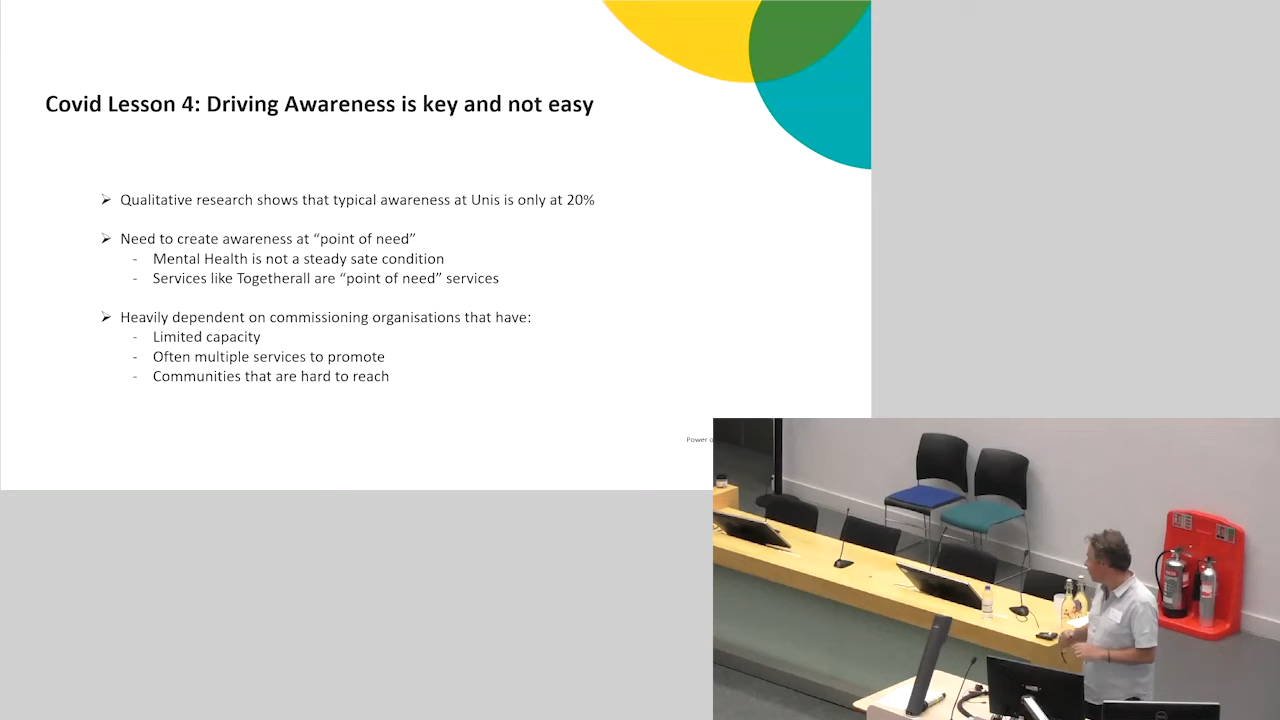 Covid Lesson 4: Driving Awareness is key and not easy
➢ Qualitative research shows that typical awareness at Unis is only at 20%
➢ Need to create awareness at “point of need”
- Mental Health is not a steady sate condition
- Services like Togetherall are “point of need” services
➢ Heavily dependent on commissioning organisations that have:
- Limited capacity
- Often multiple services to promote
- Communities that are hard to reach
Power